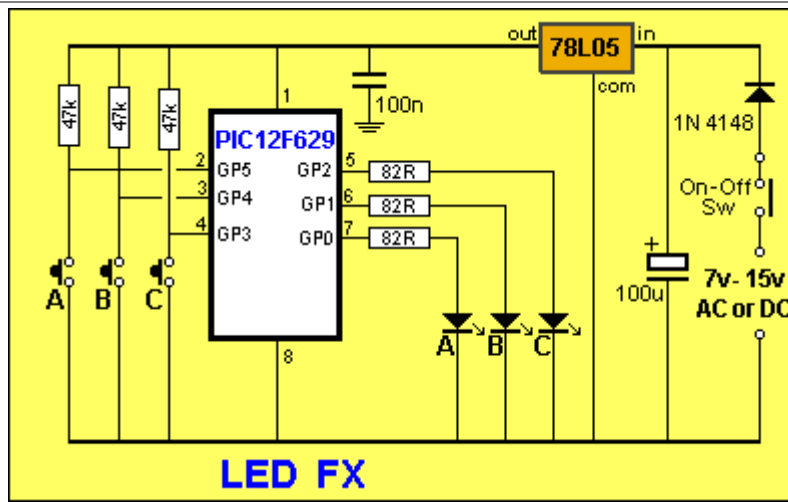 out
78L05
in
com
47k
47k
47k
1
100n
1N 4148
PIC12F629
2
GP5
GP2
5
82R
3
GP4
GP1
6
82R
4
GP3
GP0
7
82R
On-Off
Sw
+
100u
7v- 15v
AC or DC
A
B
C
A
B
C
8
LED FX